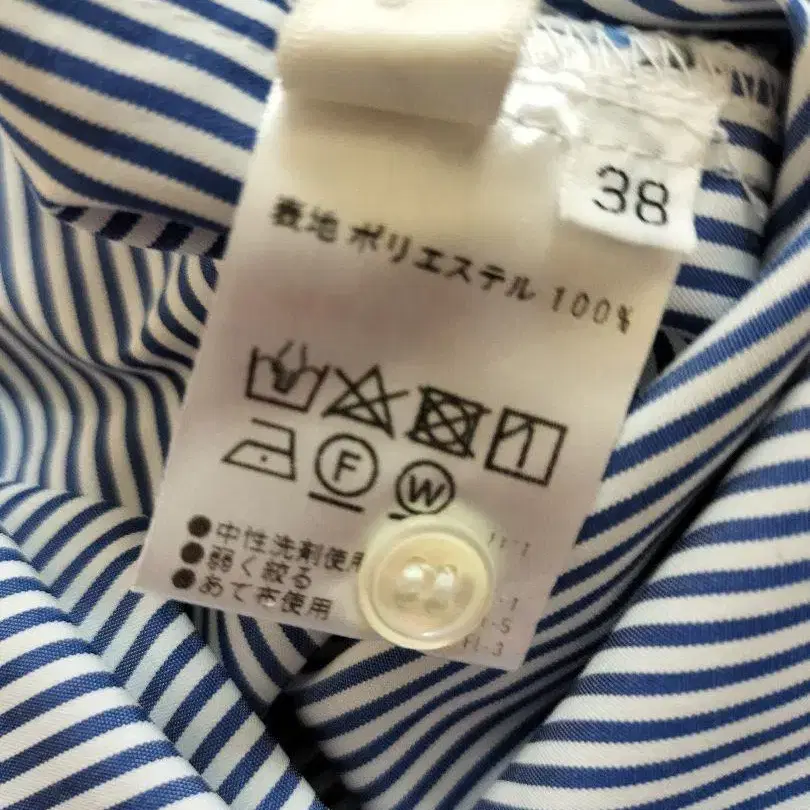 38
表地 ポリエステル 100%
F
W
●中性洗剤使用
●弱く絞る
●あて布使用